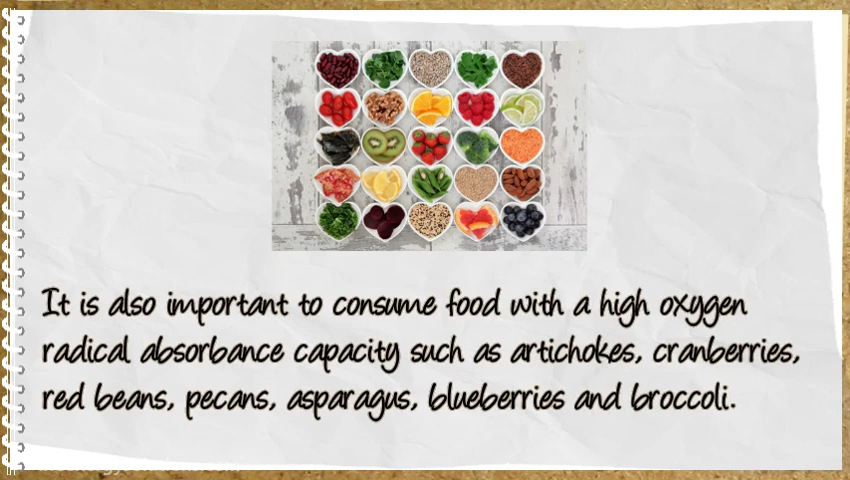 It is also important to consume food with a high oxygen
radical absorbance capacity such as artichokes, cranberries,
red beans, pecans, asparagus, blueberries and broccoli.